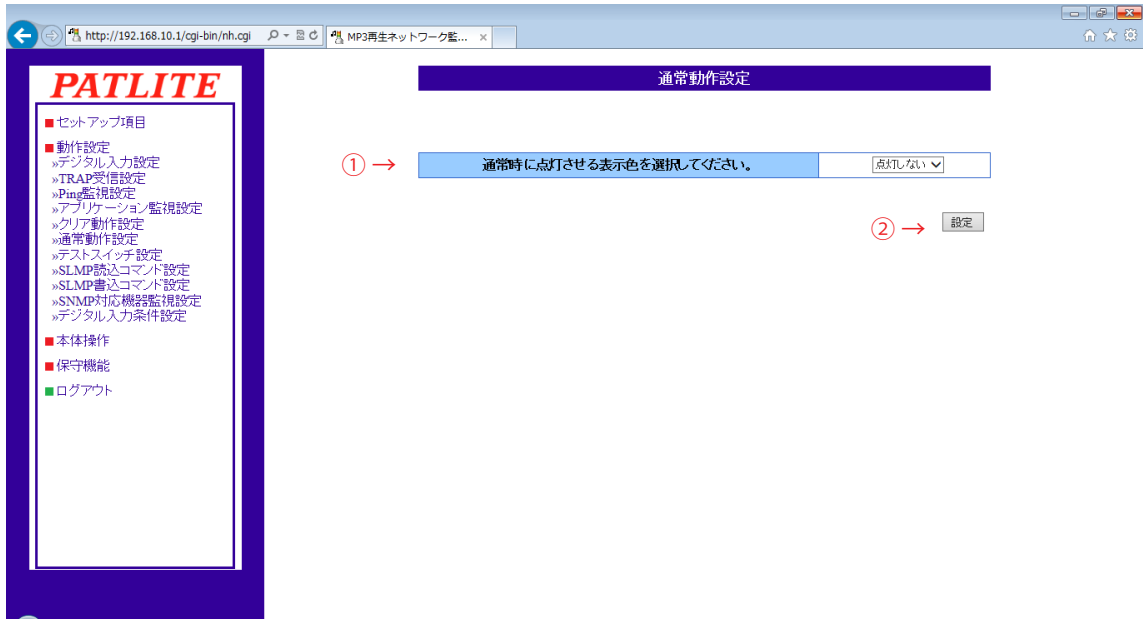 http://192.168.10.1/cgi-bin/nh.cgi
MP3再生ネットワーク監...
PATLITE
セットアップ項目
動作設定
»デジタル入力設定
»TRAP受信設定
»Ping監視設定
»アプリケーション監視設定
»クリア動作設定
»通常動作設定
»テストスイッチ設定
»SLMP読込コマンド設定
»SLMP書込コマンド設定
»SNMP対応機器監視設定
»デジタル入力条件設定
本体操作
保守機能
ログアウト
通常動作設定
① → 通常時に点灯させる表示色を選択してください。 点灯しない
② → 設定